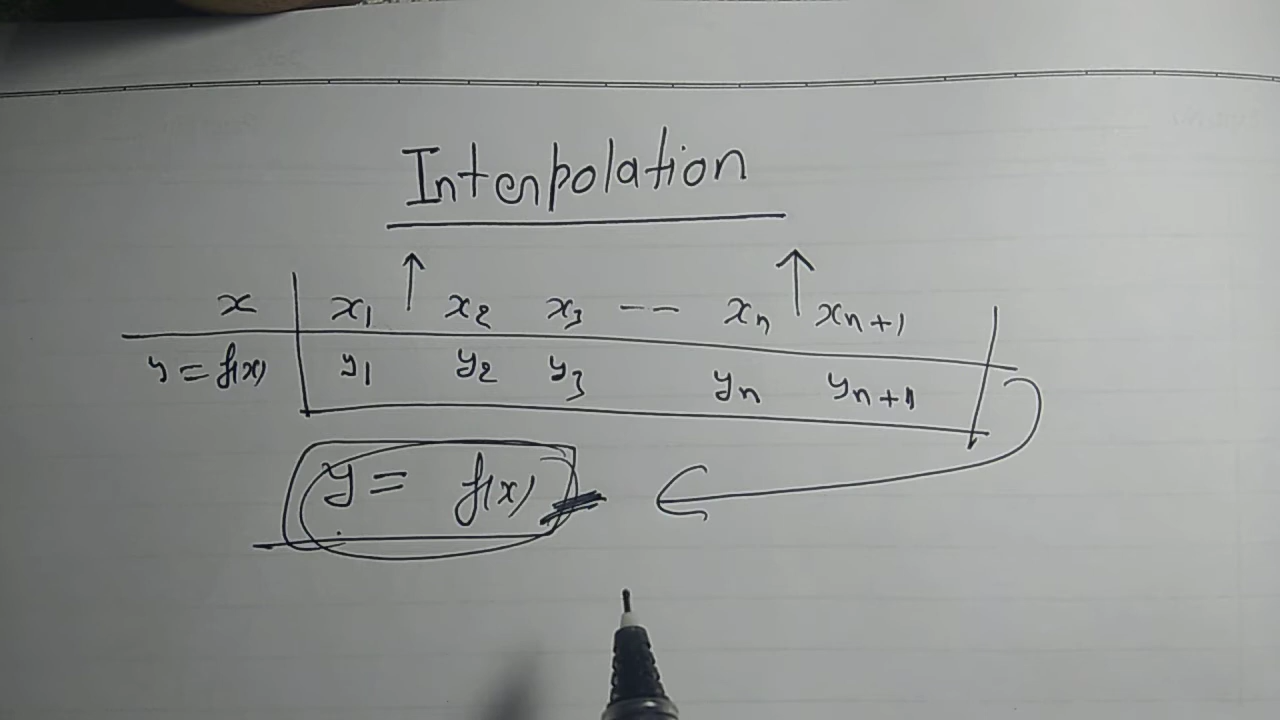 Interpolation
x x1 x2 x3 -- xn xn+1
y = f(x) y1 y2 y3 yn yn+1
y = f(x)